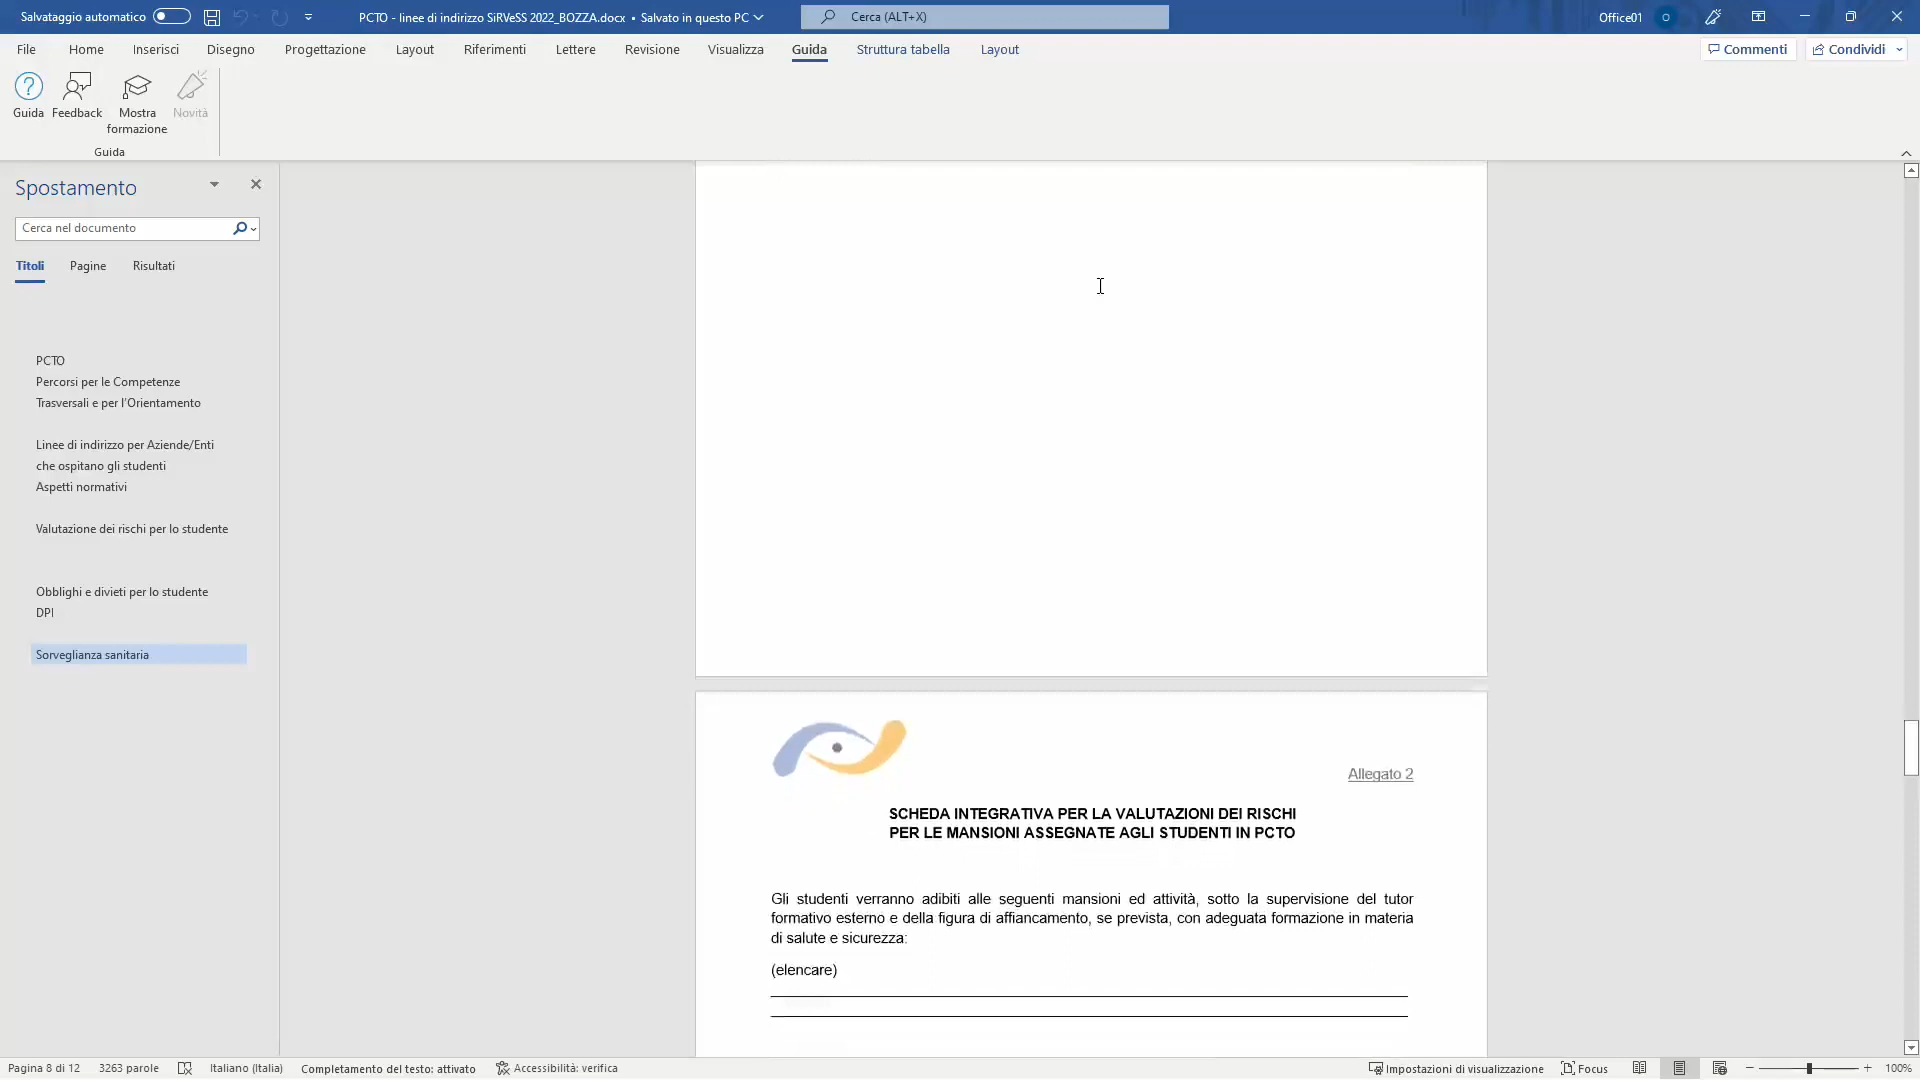 Salvataggio automatico
PCTO - linee di indirizzo SiRVeSS 2022_BOZZA.docx • Salvato in questo PC
Cerca (ALT+X)
Office01
O
File Home Inserisci Disegno Progettazione Layout Riferimenti Lettere Revisione Visualizza Guida Struttura tabella Layout
Commenti
Condividi
Guida Feedback Mostra formazione Novità
Guida
Spostamento
Cerca nel documento
Titoli Pagine Risultati
PCTO
Percorsi per le Competenze
Trasversali e per l'Orientamento
Linee di indirizzo per Aziende/Enti
che ospitano gli studenti
Aspetti normativi
Valutazione dei rischi per lo studente
Obblighi e divieti per lo studente
DPI
Sorveglianza sanitaria
Allegato 2
SCHEDA INTEGRATIVA PER LA VALUTAZIONI DEI RISCHI
PER LE MANSIONI ASSEGNATE AGLI STUDENTI IN PCTO
Gli studenti verranno adibiti alle seguenti mansioni ed attività, sotto la supervisione del tutor
formativo esterno e della figura di affiancamento, se prevista, con adeguata formazione in materia
di salute e sicurezza:
(elencare)
Pagina 8 di 12 3263 parole Italiano (Italia) Completamento del testo: attivato Accessibilità: verifica Impostazioni di visualizzazione Focus 100%